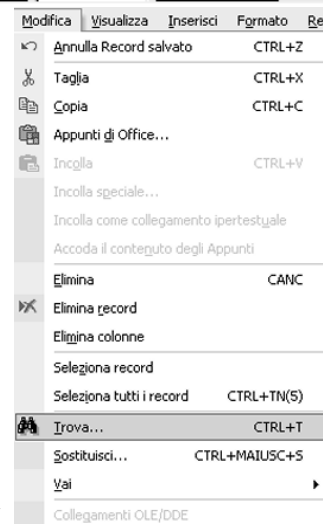 Modifica Visualizza Inserisci Formato Re
Annulla Record salvato CTRL+Z
Taglia CTRL+X
Copia CTRL+C
Appunti di Office...
Incolla CTRL+V
Incolla speciale...
Incolla come collegamento ipertestuale
Accoda il contenuto degli Appunti
Elimina CANC
Elimina record
Elimina colonne
Seleziona record
Seleziona tutti i record CTRL+TN(5)
Trova... CTRL+T
Sostituisci... CTRL+MAIUSC+S
Vai
Collegamenti OLE/DDE